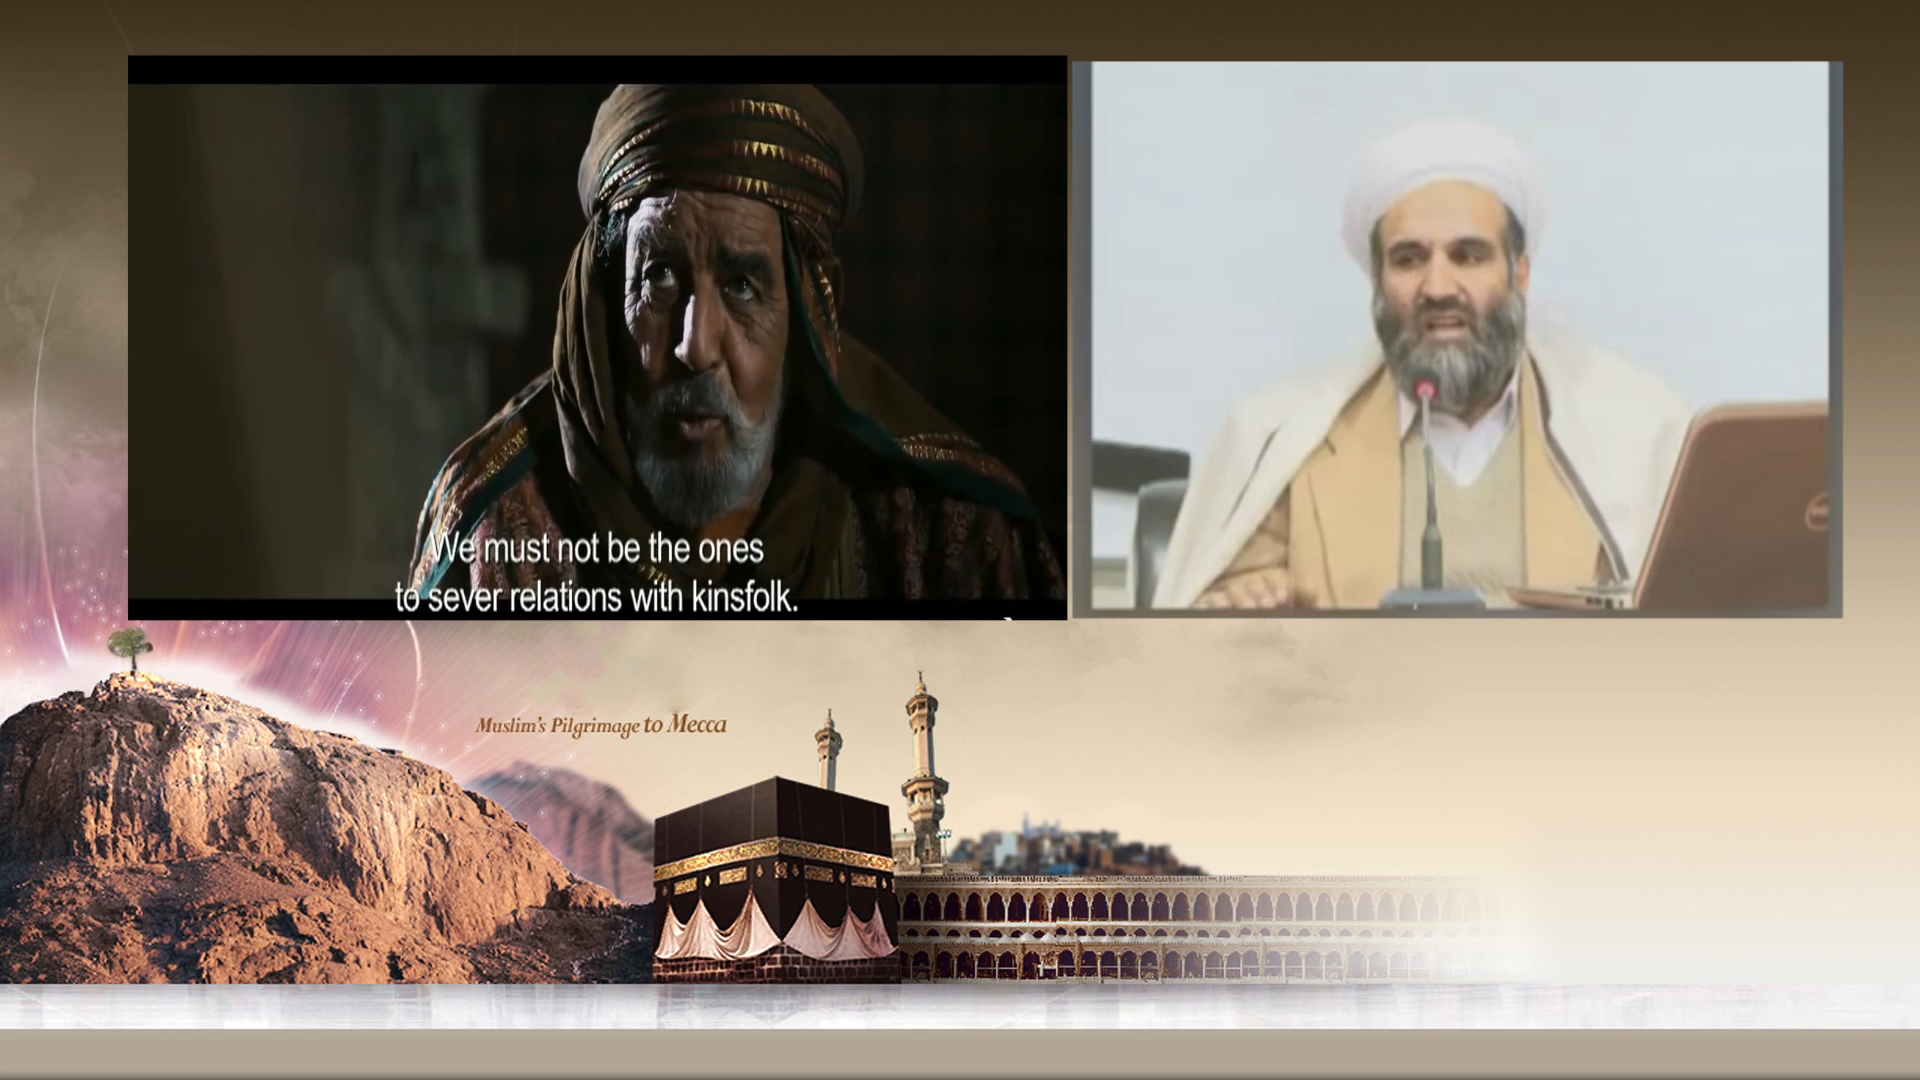 We must not be the ones
to sever relations with kinsfolk.
Muslim's Pilgrimage to Mecca